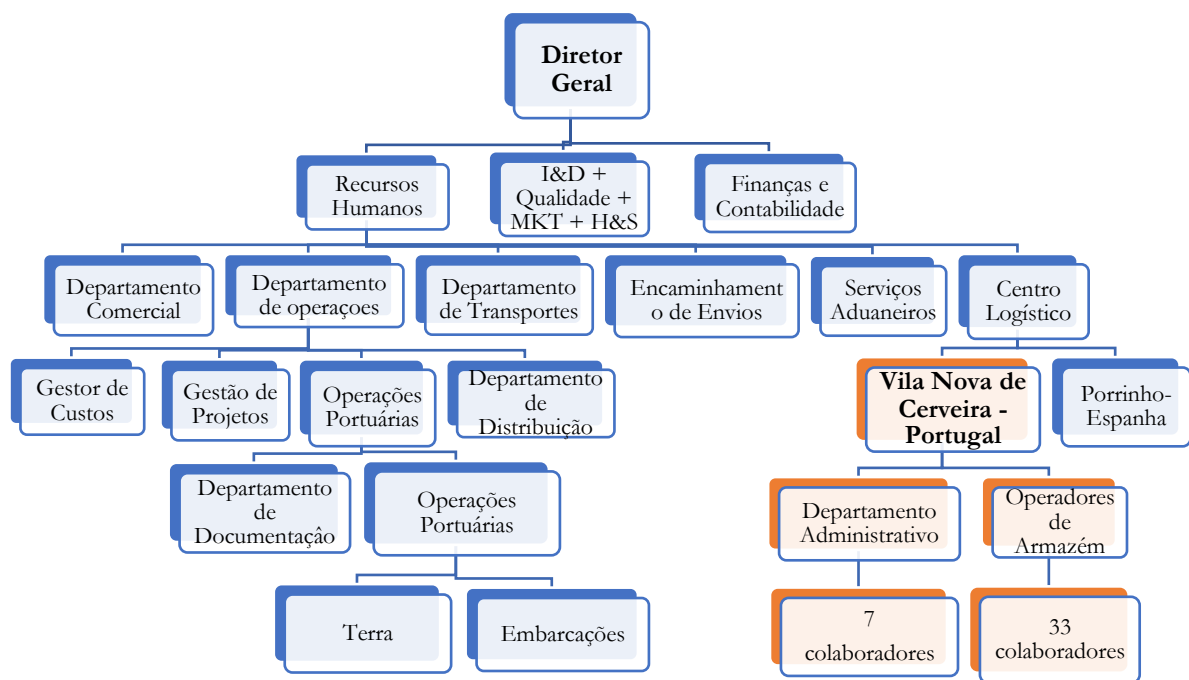 Diretor
Geral
Recursos
Humanos
I&D +
Qualidade +
MKT + H&S
Finanças e
Contabilidade
Departamento
Comercial
Departamento
de operaçoes
Departamento
de Transportes
Encaminhament
o de Envios
Serviços
Aduaneiros
Centro
Logístico
Gestor de
Custos
Gestão de
Projetos
Operações
Portuárias
Departamento
de
Distribuição
Vila Nova de
Cerveira -
Portugal
Porrinho-
Espanha
Departamento
de
Documentaçâo
Operações
Portuárias
Departamento
Administrativo
Operadores
de
Armazém
Terra
Embarcações
7
colaboradores
33
colaboradores